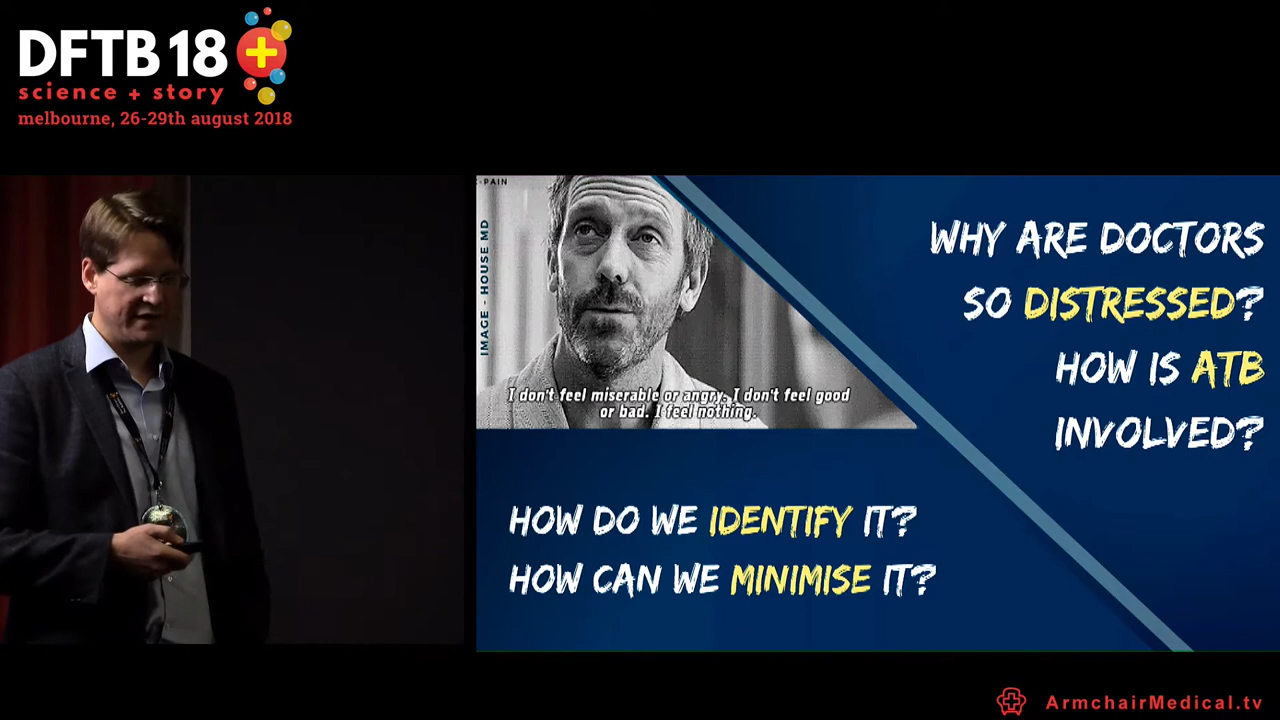 DFTB 18
science + story
melbourne, 26-29th august 2018
-PAIN
IMAGE - HOUSE MD
I don't feel miserable or angry. I don't feel good
or bad. I feel nothing.
WHY ARE DOCTORS
SO DISTRESSED?
HOW IS ATB
INVOLVED?
HOW DO WE IDENTIFY IT?
HOW CAN WE MINIMISE IT?
ArmchairMedical.tv